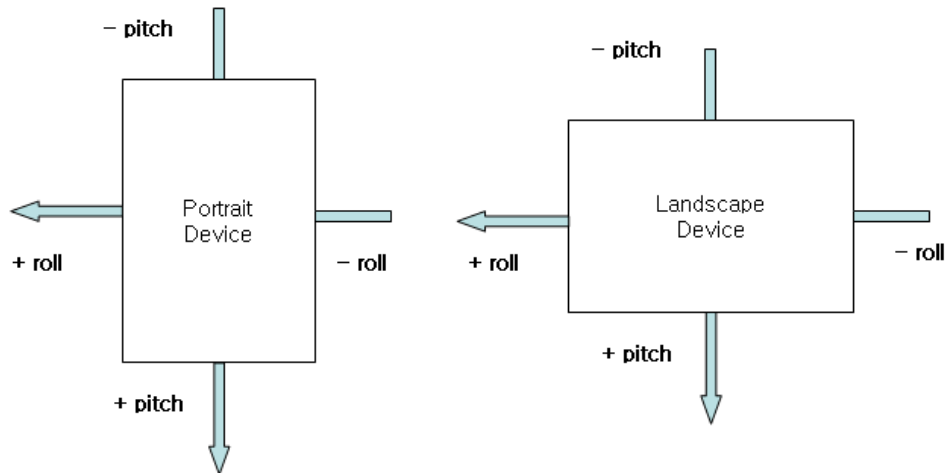 − pitch
Portrait
Device
+ roll
− roll
+ pitch
− pitch
Landscape
Device
+ roll
− roll
+ pitch